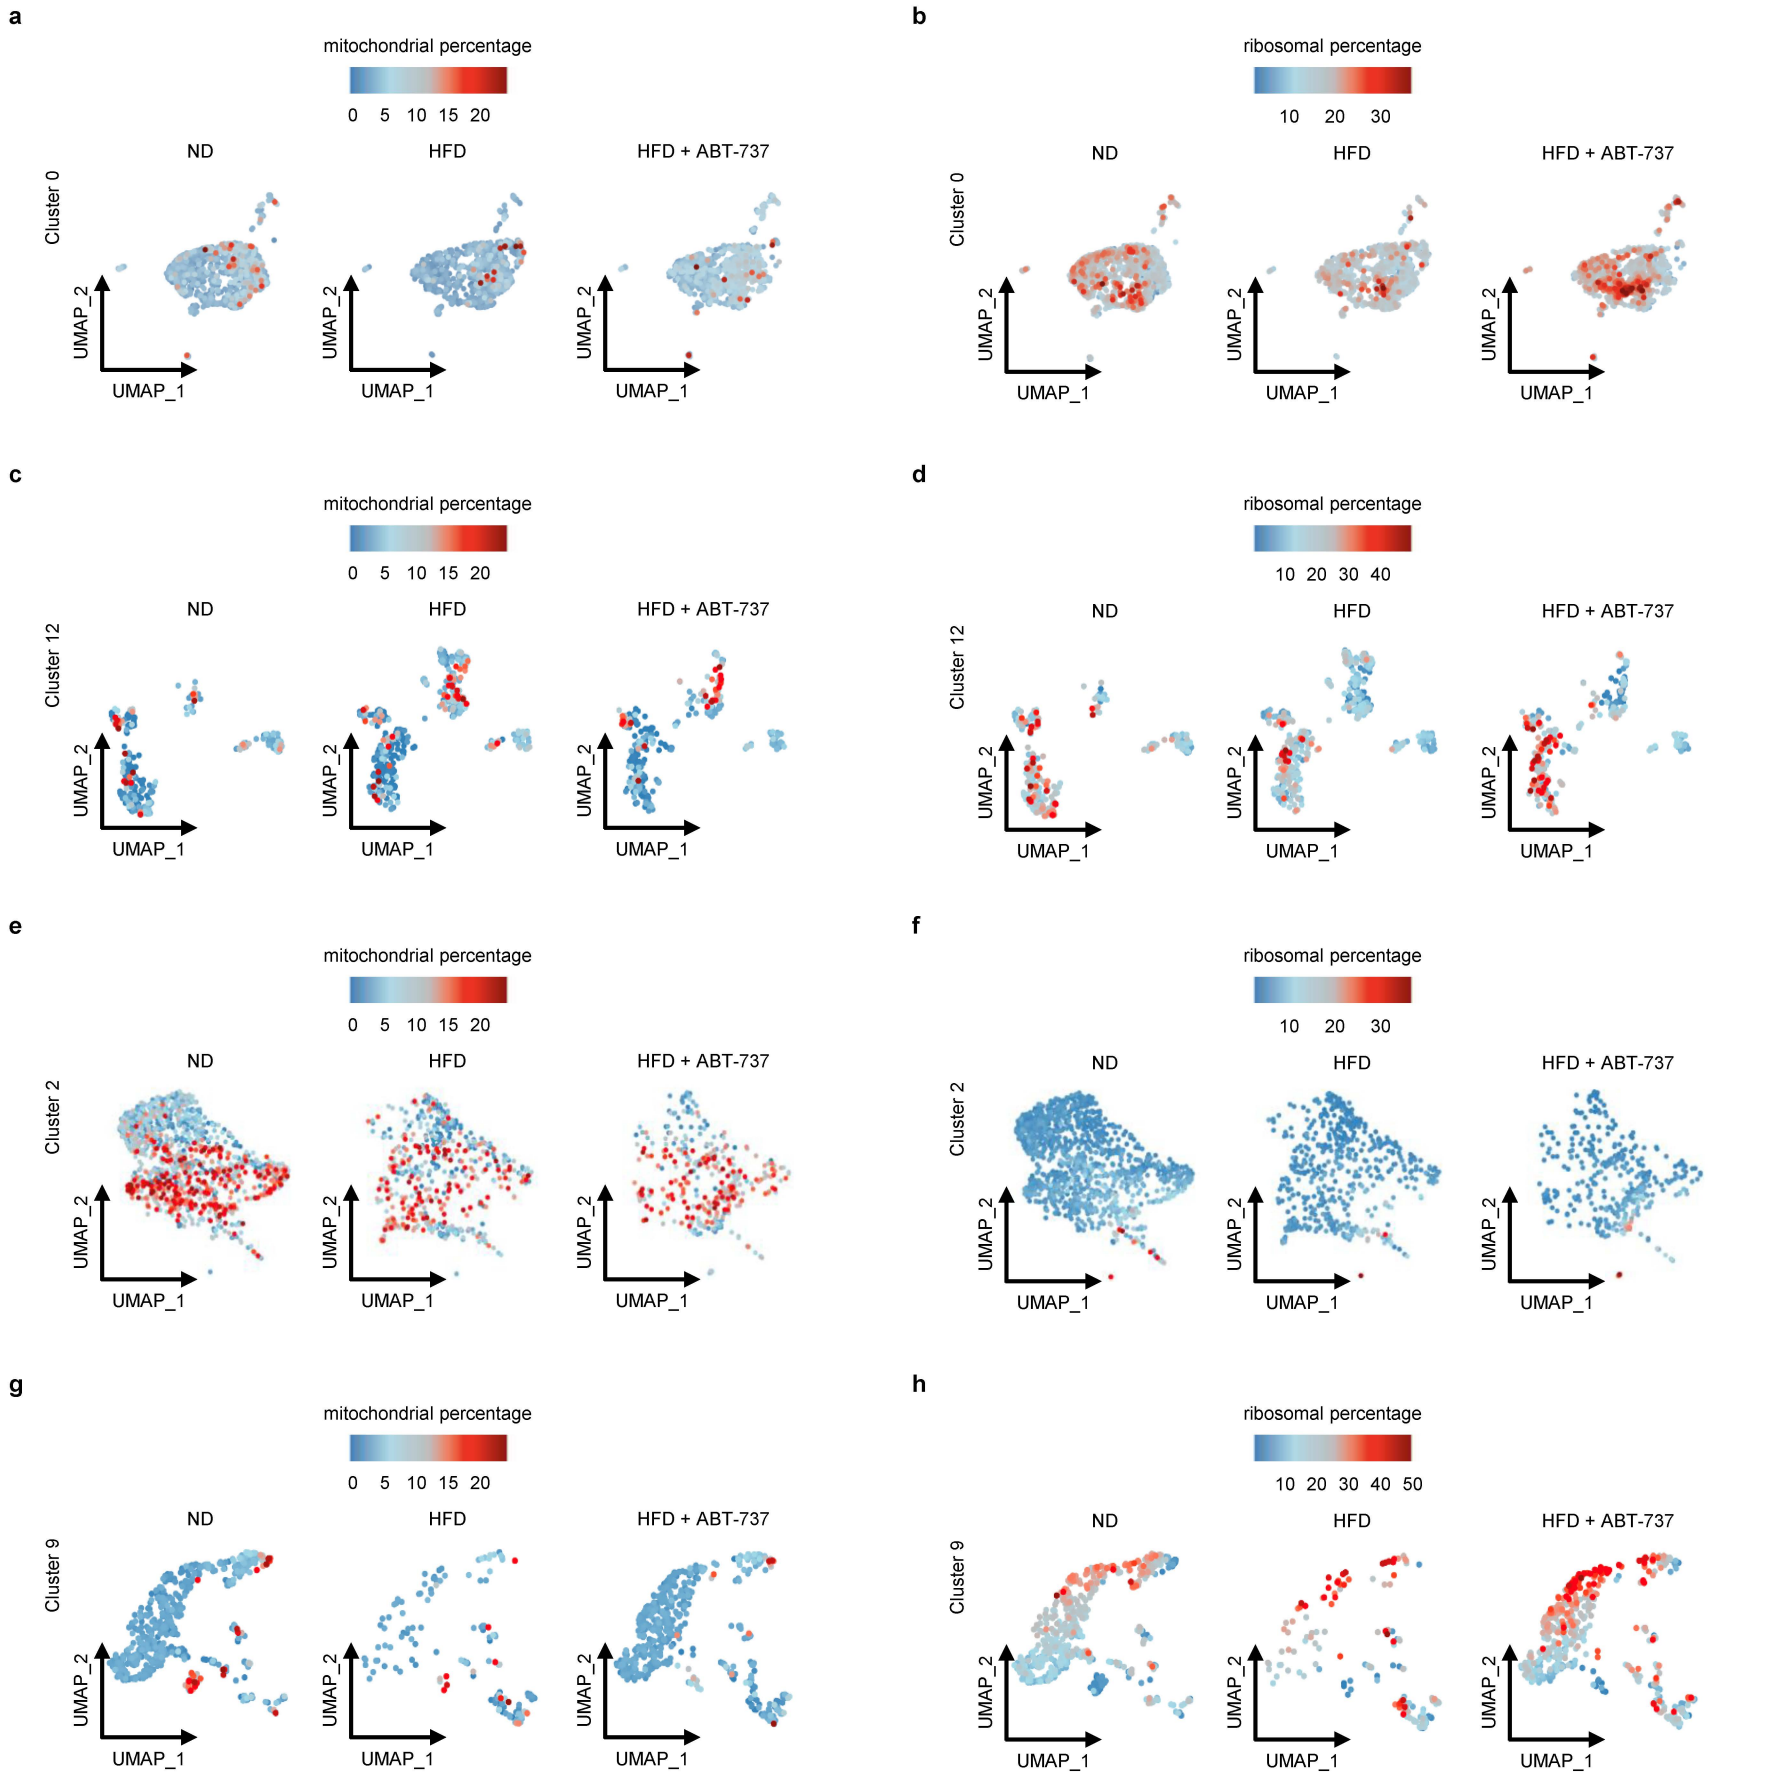 a
mitochondrial percentage
0 5 10 15 20
ND HFD HFD + ABT-737
Cluster 0
UMAP_2 UMAP_2 UMAP_2
UMAP_1 UMAP_1 UMAP_1
b
ribosomal percentage
10 20 30
ND HFD HFD + ABT-737
Cluster 0
UMAP_2 UMAP_2 UMAP_2
UMAP_1 UMAP_1 UMAP_1
c
mitochondrial percentage
0 5 10 15 20
ND HFD HFD + ABT-737
Cluster 12
UMAP_2 UMAP_2 UMAP_2
UMAP_1 UMAP_1 UMAP_1
d
ribosomal percentage
10 20 30 40
ND HFD HFD + ABT-737
Cluster 12
UMAP_2 UMAP_2 UMAP_2
UMAP_1 UMAP_1 UMAP_1
e
mitochondrial percentage
0 5 10 15 20
ND HFD HFD + ABT-737
Cluster 2
UMAP_2 UMAP_2 UMAP_2
UMAP_1 UMAP_1 UMAP_1
f
ribosomal percentage
10 20 30
ND HFD HFD + ABT-737
Cluster 2
UMAP_2 UMAP_2 UMAP_2
UMAP_1 UMAP_1 UMAP_1
g
mitochondrial percentage
0 5 10 15 20
ND HFD HFD + ABT-737
Cluster 9
UMAP_2 UMAP_2 UMAP_2
UMAP_1 UMAP_1 UMAP_1
h
ribosomal percentage
10 20 30 40 50
ND HFD HFD + ABT-737
Cluster 9
UMAP_2 UMAP_2 UMAP_2
UMAP_1 UMAP_1 UMAP_1